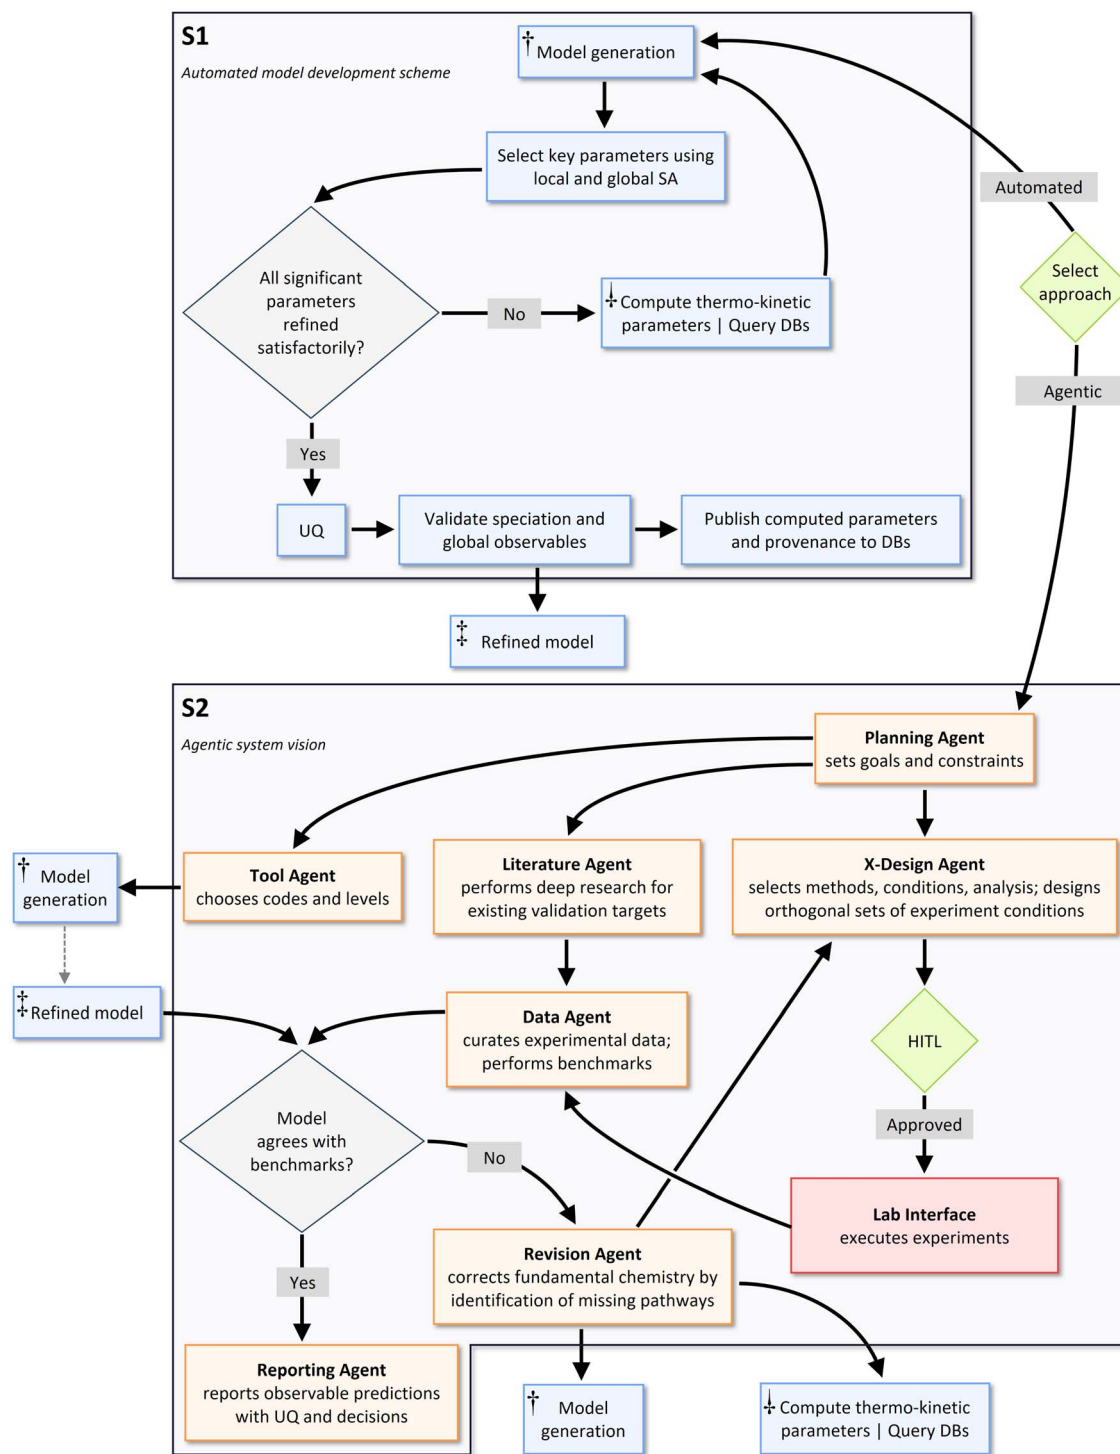 S1
Automated model development scheme
† Model generation
Select key parameters using
local and global SA
Automated
Select
approach
Agentic
All significant
parameters
refined
satisfactorily?
No
⸸ Compute thermo-kinetic
parameters | Query DBs
Yes
UQ
Validate speciation and
global observables
Publish computed parameters
and provenance to DBs
‡ Refined model
S2
Agentic system vision
Planning Agent
sets goals and constraints
Tool Agent
chooses codes and levels
Literature Agent
performs deep research for
existing validation targets
X-Design Agent
selects methods, conditions, analysis; designs
orthogonal sets of experiment conditions
† Model
generation
‡ Refined model
Data Agent
curates experimental data;
performs benchmarks
HITL
Approved
Model
agrees with
benchmarks?
No
Lab Interface
executes experiments
Revision Agent
corrects fundamental chemistry by
identification of missing pathways
Yes
Reporting Agent
reports observable predictions
with UQ and decisions
† Model
generation
⸸ Compute thermo-kinetic
parameters | Query DBs